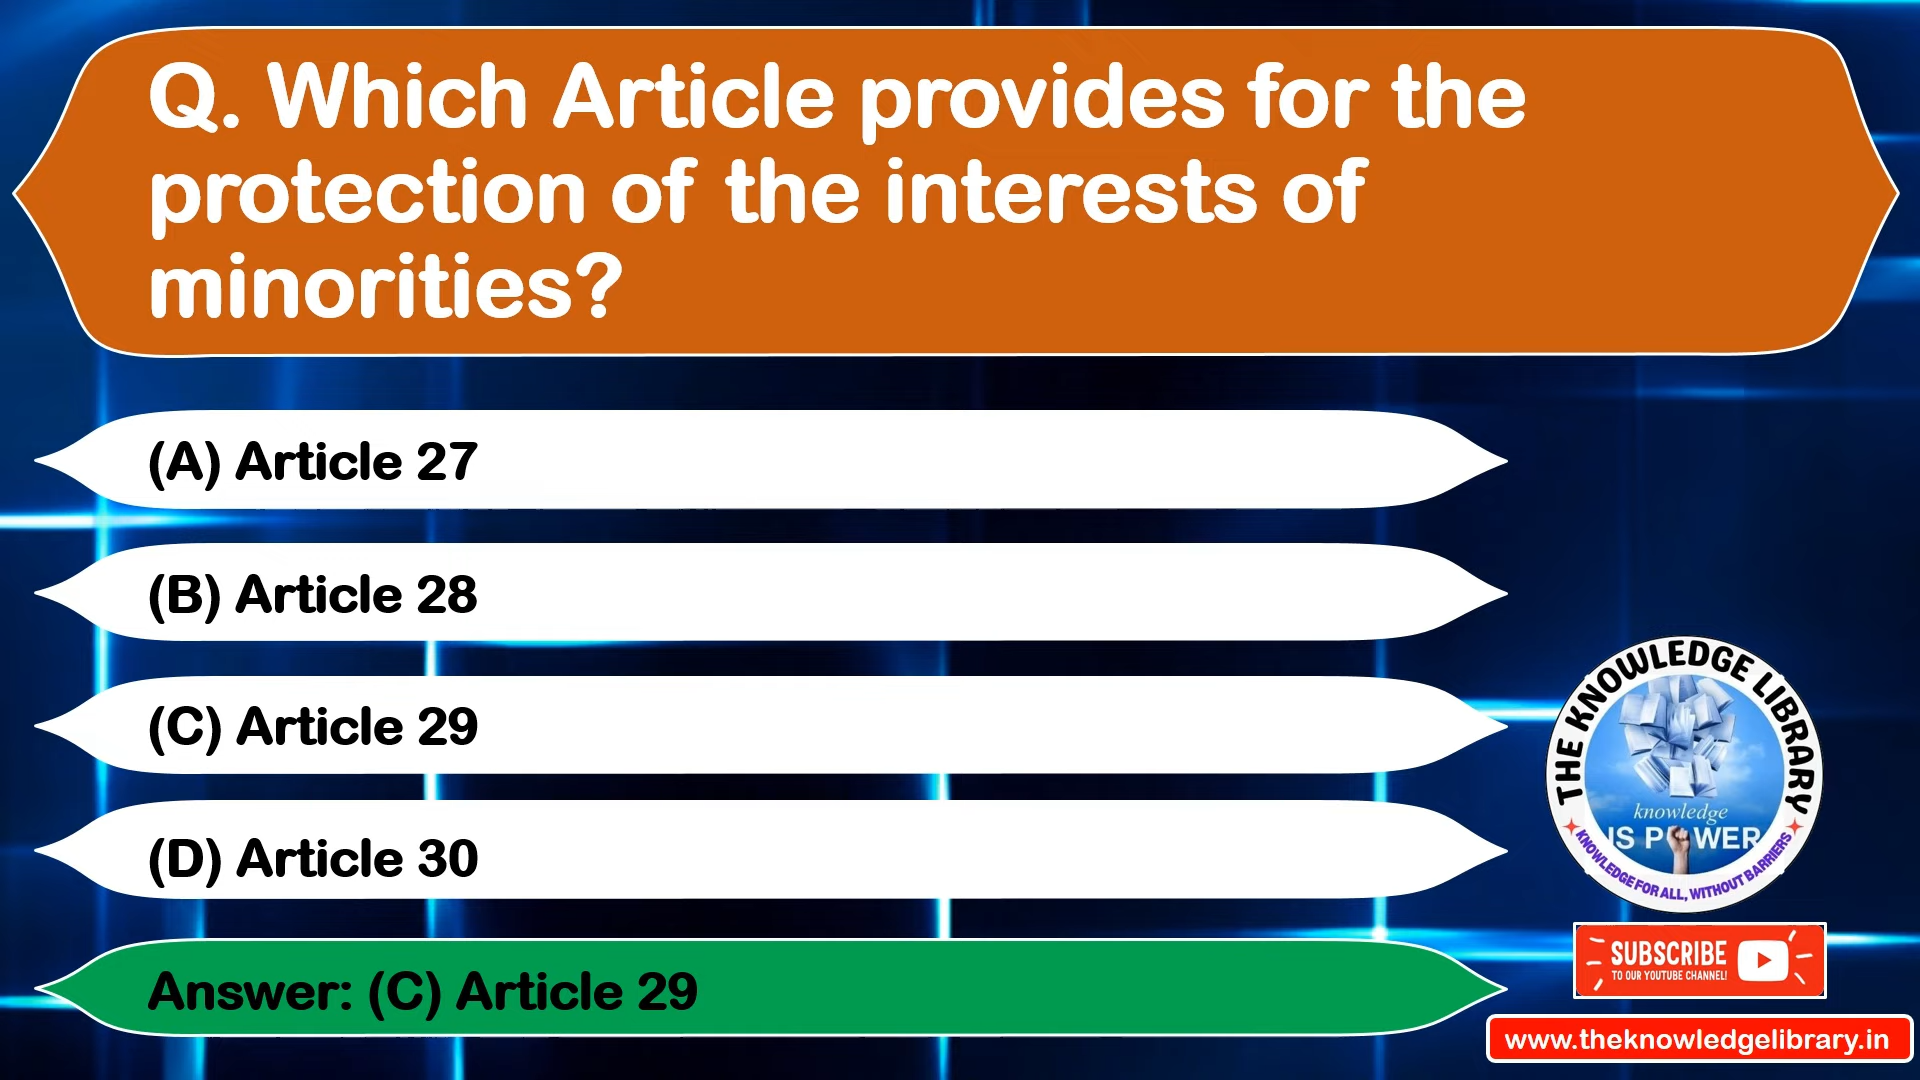 Q. Which Article provides for the
protection of the interests of
minorities?
(A) Article 27
(B) Article 28
(C) Article 29
(D) Article 30
Answer: (C) Article 29
THE KNOWLEDGE LIBRARY
knowledge
IS POWER
KNOWLEDGE FOR ALL, WITHOUT BARRIERS
SUBSCRIBE
TO OUR YOUTUBE CHANNEL!
www.theknowledgelibrary.in